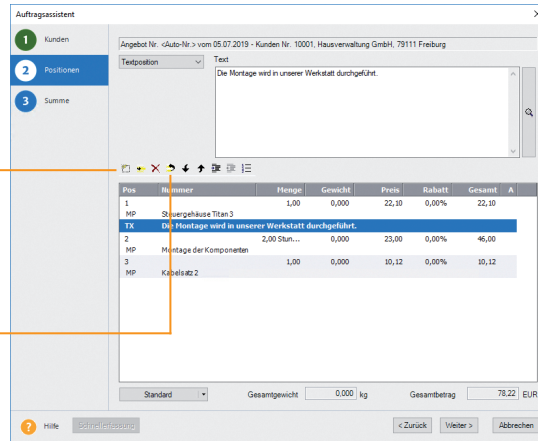 Auftragsassistent
1 Kunden
2 Positionen
3 Summe
Angebot Nr. <Auto-Nr.> vom 05.07.2019 - Kunden Nr. 10001, Hausverwaltung GmbH, 79111 Freiburg
Textposition
Text
Die Montage wird in unserer Werkstatt durchgeführt.
Pos Nummer Menge Gewicht Preis Rabatt Gesamt A
1 1,00 0,000 22,10 0,00% 22,10
MP Steuergehäuse Titan 3
TX Die Montage wird in unserer Werkstatt durchgeführt.
2 2,00 Stun... 0,000 23,00 0,00% 46,00
MP Montage der Komponenten
3 1,00 0,000 10,12 0,00% 10,12
MP Kabelsatz 2
Standard Gesamtgewicht 0,000 kg Gesamtbetrag 78,22 EUR
? Hilfe Schnellerfassung < Zurück Weiter > Abbrechen